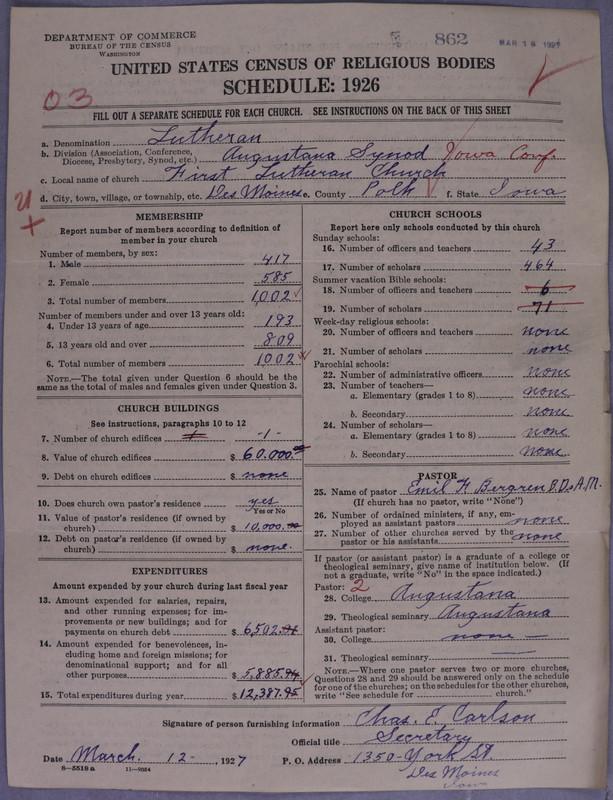 DEPARTMENT OF COMMERCE
BUREAU OF THE CENSUS
WASHINGTON
862
MAR 18 1927
UNITED STATES CENSUS OF RELIGIOUS BODIES
SCHEDULE: 1926
03
FILL OUT A SEPARATE SCHEDULE FOR EACH CHURCH. SEE INSTRUCTIONS ON THE BACK OF THIS SHEET
a. Denomination Lutheran
b. Division (Association, Conference, Diocese, Presbytery, Synod, etc.) Augustana Synod Iowa Conf.
c. Local name of church First Lutheran Church
d. City, town, village, or township, etc. Des Moines e. County Polk f. State Iowa
MEMBERSHIP
Report number of members according to definition of
member in your church
Number of members, by sex:
1. Male 417
2. Female 585
3. Total number of members 1,002
Number of members under and over 13 years old:
4. Under 13 years of age 193
5. 13 years old and over 809
6. Total number of members 1,002
NOTE.—The total given under Question 6 should be the
same as the total of males and females given under Question 3.
CHURCH BUILDINGS
See instructions, paragraphs 10 to 12
7. Number of church edifices 1 -1-
8. Value of church edifices $ 60,000.00
9. Debt on church edifices $ none
10. Does church own pastor's residence yes
Yes or No
11. Value of pastor's residence (if owned by
church) $ 10,000.00
12. Debt on pastor's residence (if owned by
church) $ none.
EXPENDITURES
Amount expended by your church during last fiscal year
13. Amount expended for salaries, repairs,
and other running expenses; for im-
provements or new buildings; and for
payments on church debt $ 6,502.
14. Amount expended for benevolences,
including home and foreign missions; for
denominational support; and for all
other purposes $ 5,885.
15. Total expenditures during year $ 12,387.
CHURCH SCHOOLS
Report here only schools conducted by this church
Sunday schools:
16. Number of officers and teachers 43
17. Number of scholars 464
Summer vacation Bible schools:
18. Number of officers and teachers 6
19. Number of scholars 71
Week-day religious schools:
20. Number of officers and teachers none
21. Number of scholars none
Parochial schools:
22. Number of administrative officers none
23. Number of teachers—
a. Elementary (grades 1 to 8) none
b. Secondary none
24. Number of scholars—
a. Elementary (grades 1 to 8) none
b. Secondary none
PASTOR
25. Name of pastor Emil F. Bergren D.D., A.M.
(If church has no pastor, write "None")
26. Number of ordained ministers, if any, em-
ployed as assistant pastors none
27. Number of other churches served by the
pastor or his assistants none
If pastor (or assistant pastor) is a graduate of a college or
theological seminary, give name of institution below. (If
not a graduate, write "No" in the space indicated.)
Pastor: 2
28. College Augustana
29. Theological seminary Augustana
Assistant pastor:
30. College none
31. Theological seminary
NOTE.—Where one pastor serves two or more churches,
Questions 28 and 29 should be answered only on the schedule
for one of the churches; on the schedules for the other churches,
write "See schedule for church."
Signature of person furnishing information Chas. E. Carlson
Official title Secretary
Date March 12 -, 1927 P. O. Address 1350-York St.
Des Moines
Iowa
8—5518 a 11—9084